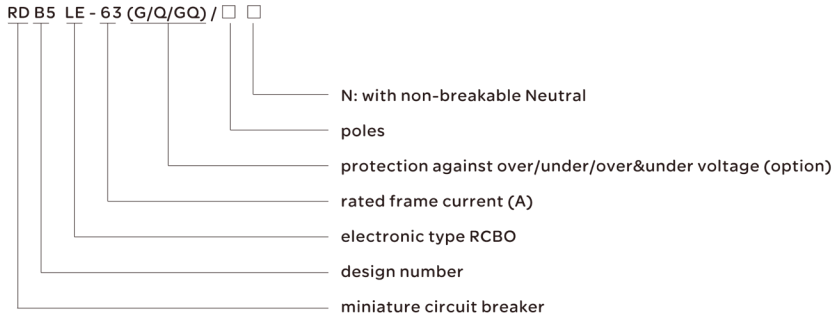 RD B5 LE - 63 (G/Q/GQ) / □ □
N: with non-breakable Neutral
poles
protection against over/under/over&under voltage (option)
rated frame current (A)
electronic type RCBO
design number
miniature circuit breaker